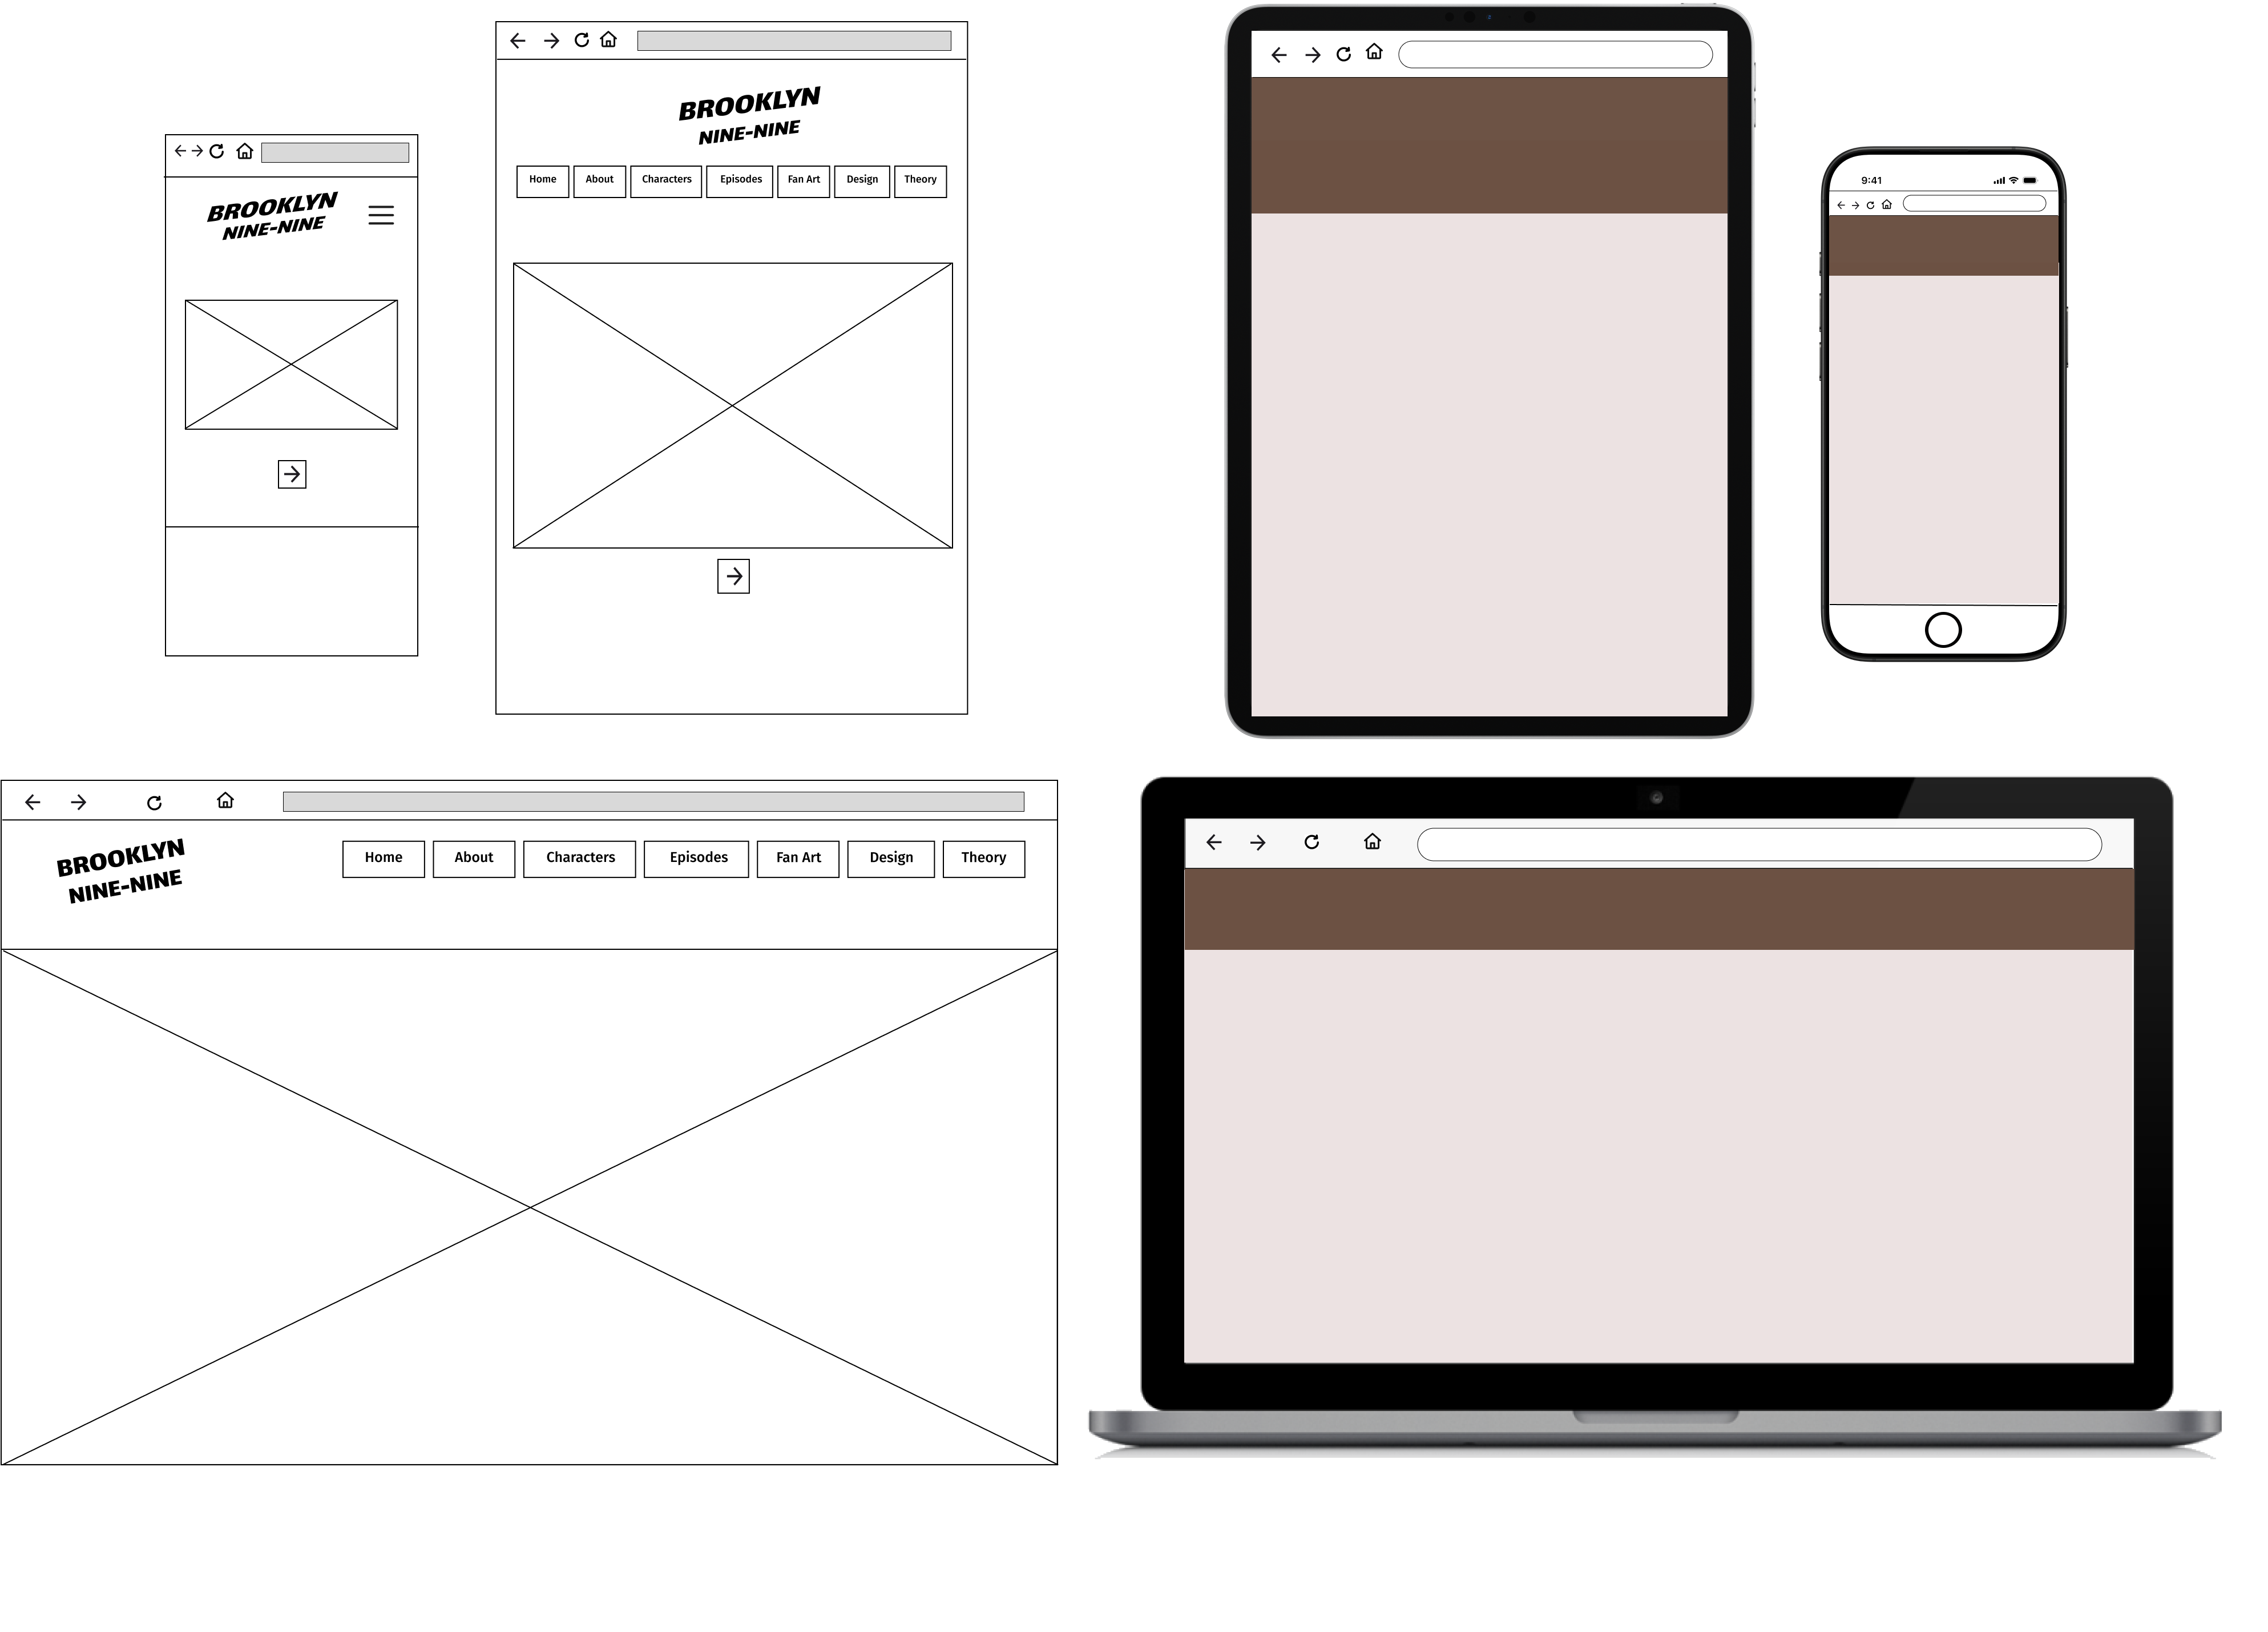 BROOKLYN
NINE-NINE
Home About Characters Episodes Fan Art Design Theory
BROOKLYN
NINE-NINE
9:41
BROOKLYN
NINE-NINE
Home About Characters Episodes Fan Art Design Theory